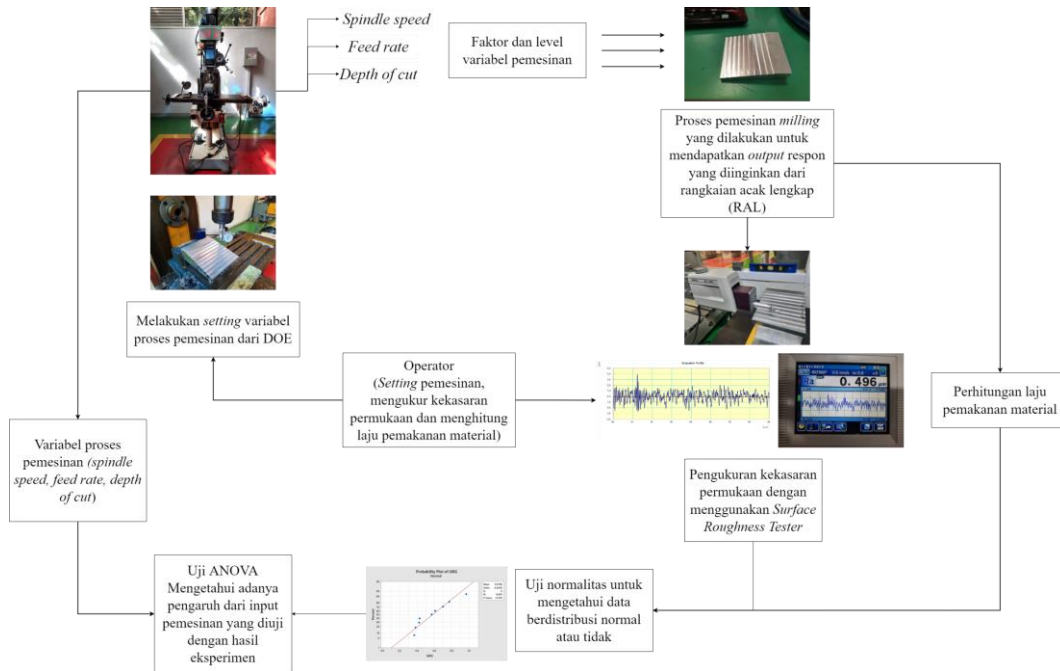 Spindle speed
Feed rate
Depth of cut
Faktor dan level
variabel pemesinan
Proses pemesinan milling
yang dilakukan untuk
mendapatkan output respon
yang diinginkan dari
rangkaian acak lengkap
(RAL)
Melakukan setting variabel
proses pemesinan dari DOE
Operator
(Setting pemesinan,
mengukur kekasaran
permukaan dan menghitung
laju pemakanan material)
0.496
Perhitungan laju
pemakanan material
Variabel proses
pemesinan (spindle
speed, feed rate, depth
of cut)
Pengukuran kekasaran
permukaan dengan
menggunakan Surface
Roughness Tester
Uji ANOVA
Mengetahui adanya
pengaruh dari input
pemesinan yang diuji
dengan hasil
eksperimen
Probability Plot of GRG
Normal
Uji normalitas untuk
mengetahui data
berdistribusi normal
atau tidak